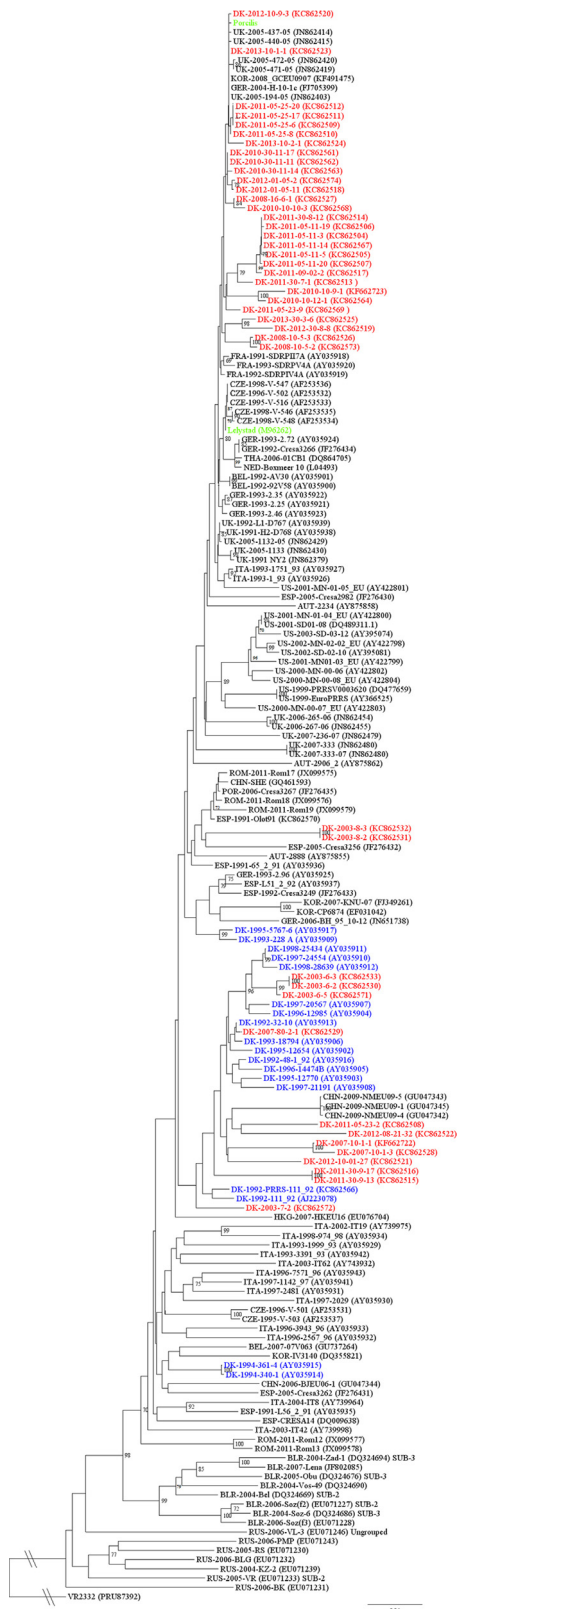 DK-2012-10-9-3 (KC862520)
Porcilis
UK-2005-437-05 (JN862414)
UK-2005-440-05 (JN862415)
DK-2013-10-1-1 (KC862523)
UK-2005-472-05 (JN862420)
UK-2005-471-05 (JN862419)
KOR-2008_GCEU0907 (KF491475)
GER-2004-H-10-1c (FJ705399)
UK-2005-194-05 (JN862403)
DK-2011-05-25-20 (KC862512)
DK-2011-05-25-17 (KC862511)
DK-2011-05-25-6 (KC862509)
DK-2011-05-25-8 (KC862510)
DK-2013-10-2-1 (KC862524)
DK-2010-30-11-17 (KC862561)
DK-2010-30-11-11 (KC862562)
DK-2010-30-11-14 (KC862563)
DK-2012-01-05-2 (KC862574)
DK-2012-01-05-11 (KC862518)
DK-2008-16-6-1 (KC862527)
DK-2010-10-10-3 (KC862568)
DK-2011-30-8-12 (KC862514)
DK-2011-05-11-19 (KC862506)
DK-2011-05-11-3 (KC862504)
DK-2011-05-11-14 (KC862567)
DK-2011-05-11-5 (KC862505)
DK-2011-05-11-20 (KC862507)
DK-2011-09-02-2 (KC862517)
DK-2011-30-7-1 (KC862513 )
DK-2010-10-9-1 (KF662723)
DK-2010-10-12-1 (KC862564)
DK-2011-05-23-9 (KC862569 )
DK-2013-30-3-6 (KC862525)
DK-2012-30-8-8 (KC862519)
DK-2008-10-5-3 (KC862526)
DK-2008-10-5-2 (KC862573)
FRA-1991-SDRPII7A (AY035918)
FRA-1993-SDRPV4A (AY035920)
FRA-1992-SDRPIV4A (AY035919)
CZE-1998-V-547 (AF253536)
CZE-1996-V-502 (AF253532)
CZE-1995-V-516 (AF253533)
CZE-1998-V-546 (AF253535)
CZE-1998-V-548 (AF253534)
Lelystad (M96262)
GER-1993-2.72 (AY035924)
GER-1992-Cresa3266 (JF276434)
THA-2006-01CB1 (DQ864705)
NED-Boxmeer 10 (L04493)
BEL-1992-AV30 (AY035901)
BEL-1992-92V58 (AY035900)
GER-1993-2.35 (AY035922)
GER-1993-2.25 (AY035921)
GER-1993-2.46 (AY035923)
UK-1992-L1-D767 (AY035939)
UK-1991-H2-D768 (AY035938)
UK-2005-1132-05 (JN862429)
UK-2005-1133 (JN862430)
UK-1991 NY2 (JN862379)
ITA-1993-1751_93 (AY035927)
ITA-1993-1_93 (AY035926)
US-2001-MN-01-05_EU (AY422801)
ESP-2005-Cresa2982 (JF276430)
AUT-2234 (AY875858)
US-2001-MN-01-04_EU (AY422800)
US-2001-SD01-08 (DQ489311.1)
US-2003-SD-03-12 (AY395074)
US-2002-MN-02-02_EU (AY422798)
US-2002-SD-02-10 (AY395081)
US-2001-MN01-03_EU (AY422799)
US-2000-MN-00-06 (AY422802)
US-2000-MN-00-08_EU (AY422804)
US-1999-PRRSV0003620 (DQ477659)
US-1999-EuroPRRS (AY366525)
US-2000-MN-00-07_EU (AY422803)
UK-2006-265-06 (JN862454)
UK-2006-267-06 (JN862455)
UK-2007-236-07 (JN862479)
UK-2007-333 (JN862480)
UK-2007-333-07 (JN862480)
AUT-2906_2 (AY875862)
ROM-2011-Rom17 (JX099575)
CHN-SHE (GQ461593)
POR-2006-Cresa3267 (JF276435)
ROM-2011-Rom18 (JX099576)
ROM-2011-Rom19 (JX099579)
ESP-1991-Olot91 (KC862570)
DK-2003-8-3 (KC862532)
DK-2003-8-2 (KC862531)
ESP-2005-Cresa3256 (JF276432)
AUT-2888 (AY875855)
ESP-1991-65_2_91 (AY035936)
GER-1993-2.96 (AY035925)
ESP-L51_2_92 (AY035937)
ESP-1992-Cresa3249 (JF276433)
KOR-2007-KNU-07 (FJ349261)
KOR-CP6874 (EF031042)
GER-2006-BH_95_10-12 (JN651738)
DK-1995-5767-6 (AY035917)
DK-1993-228 A (AY035909)
DK-1998-25434 (AY035911)
DK-1997-24554 (AY035910)
DK-1998-28639 (AY035912)
DK-2003-6-3 (KC862533)
DK-2003-6-2 (KC862530)
DK-2003-6-5 (KC862571)
DK-1997-20567 (AY035907)
DK-1996-12985 (AY035904)
DK-1992-32-10 (AY035913)
DK-2007-80-2-1 (KC862529)
DK-1993-18794 (AY035906)
DK-1995-12654 (AY035902)
DK-1992-48-1_92 (AY035916)
DK-1996-14474B (AY035905)
DK-1995-12770 (AY035903)
DK-1997-21191 (AY035908)
CHN-2009-NMEU09-5 (GU047343)
CHN-2009-NMEU09-1 (GU047345)
CHN-2009-NMEU09-4 (GU047342)
DK-2011-05-23-2 (KC862508)
DK-2012-08-21-32 (KC862522)
DK-2007-10-1-1 (KF662722)
DK-2007-10-1-3 (KC862528)
DK-2012-10-01-27 (KC862521)
DK-2011-30-9-17 (KC862516)
DK-2011-30-9-13 (KC862515)
DK-1992-PRRS-111_92 (KC862566)
DK-1992-111_92 (AJ223078)
DK-2003-7-2 (KC862572)
HKG-2007-HKEU16 (EU076704)
ITA-2002-IT19 (AY739975)
ITA-1998-974_98 (AY035934)
ITA-1993-1999_93 (AY035929)
ITA-1993-3391_93 (AY035942)
ITA-2003-IT62 (AY743932)
ITA-1996-7571_96 (AY035943)
ITA-1997-1142_97 (AY035941)
ITA-1997-2481 (AY035931)
ITA-1997-2029 (AY035930)
CZE-1996-V-501 (AF253531)
CZE-1995-V-503 (AF253537)
ITA-1996-3943_96 (AY035933)
ITA-1996-2567_96 (AY035932)
BEL-2007-07V063 (GU737264)
KOR-IV3140 (DQ355821)
DK-1994-361-4 (AY035915)
DK-1994-340-1 (AY035914)
CHN-2006-BJEU06-1 (GU047344)
ESP-2005-Cresa3262 (JF276431)
ITA-2004-IT8 (AY739964)
ESP-1991-L56_2_91 (AY035935)
ESP-CRESA14 (DQ009638)
ITA-2003-IT42 (AY739998)
ROM-2011-Rom12 (JX099577)
ROM-2011-Rom13 (JX099578)
BLR-2004-Zad-1 (DQ324694) SUB-3
BLR-2007-Lena (JF802085)
BLR-2005-Obu (DQ324676) SUB-3
BLR-2004-Vos-49 (DQ324690)
BLR-2004-Bel (DQ324669) SUB-2
BLR-2006-Soz(f2) (EU071227) SUB-2
BLR-2004-Soz-6 (DQ324686) SUB-3
BLR-2006-Soz(f3) (EU071228)
RUS-2006-VL-3 (EU071246) Ungrouped
RUS-2006-PMP (EU071243)
RUS-2005-RS (EU071230)
RUS-2006-BLG (EU071232)
RUS-2004-KZ-2 (EU071239)
RUS-2005-VR (EU071233) SUB-2
RUS-2006-BK (EU071231)
VR2332 (PRU87392)